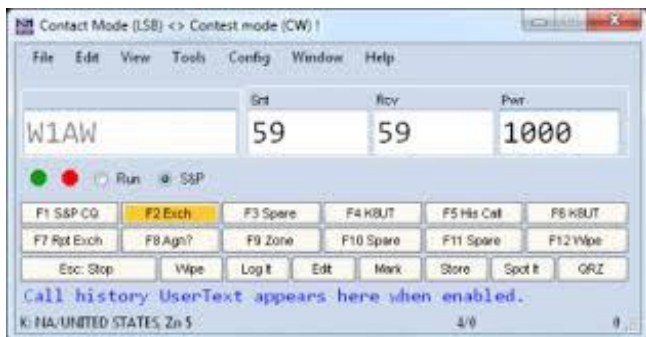 Contact Mode (LSB) <> Contest mode (CW) !
File Edit View Tools Config Window Help
Snt Rcv Pwr
W1AW 59 59 1000
Run S&P
F1 S&P CQ F2 Exch F3 Spare F4 K8UT F5 His Call F6 K8UT
F7 Rpt Exch F8 Agn? F9 Zone F10 Spare F11 Spare F12 Wipe
Esc: Stop Wipe Log It Edit Mark Store Spot It QRZ
Call history UserText appears here when enabled.
K: NA/UNITED STATES, Zn 5 4/0 0